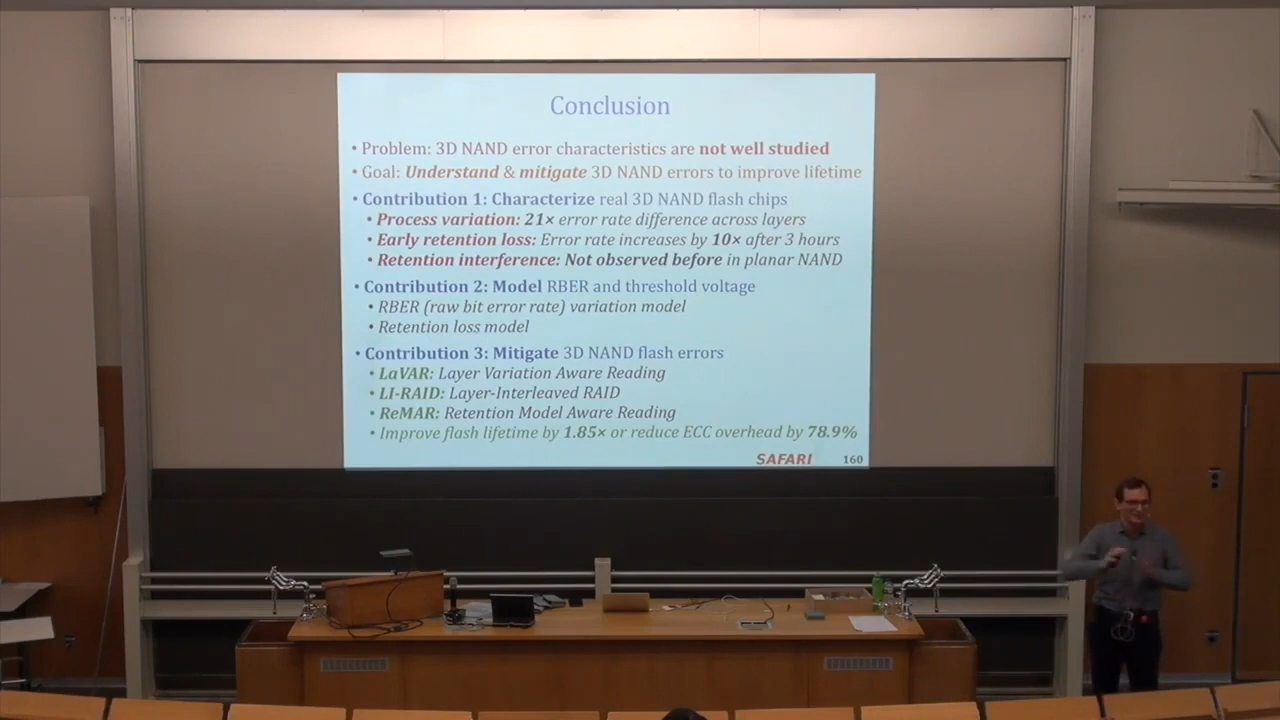 Conclusion
• Problem: 3D NAND error characteristics are not well studied
• Goal: Understand & mitigate 3D NAND errors to improve lifetime
• Contribution 1: Characterize real 3D NAND flash chips
• Process variation: 21× error rate difference across layers
• Early retention loss: Error rate increases by 10× after 3 hours
• Retention interference: Not observed before in planar NAND
• Contribution 2: Model RBER and threshold voltage
• RBER (raw bit error rate) variation model
• Retention loss model
• Contribution 3: Mitigate 3D NAND flash errors
• LaVAR: Layer Variation Aware Reading
• LI-RAID: Layer-Interleaved RAID
• ReMAR: Retention Model Aware Reading
• Improve flash lifetime by 1.85× or reduce ECC overhead by 78.9%
SAFARI 160